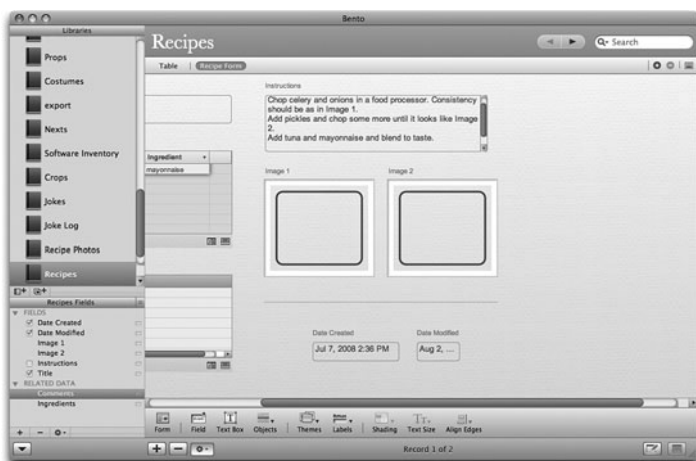 Bento
Libraries
Props
Costumes
export
Nexts
Software Inventory
Crops
Jokes
Joke Log
Recipe Photos
Recipes
Recipes Fields
FIELDS
Date Created
Date Modified
Image 1
Image 2
Instructions
Title
RELATED DATA
Comments
Ingredients
Recipes
Search
Table
Recipe Form
Instructions
Chop celery and onions in a food processor. Consistency
should be as in Image 1.
Add pickles and chop some more until it looks like Image
2.
Add tuna and mayonnaise and blend to taste.
Ingredient
mayonnaise
Image 1
Image 2
Date Created
Date Modified
Jul 7, 2008 2:36 PM
Aug 2, ...
Form
Field
Text Box
Objects
Themes
Labels
Shading
Text Size
Align Edges
Record 1 of 2